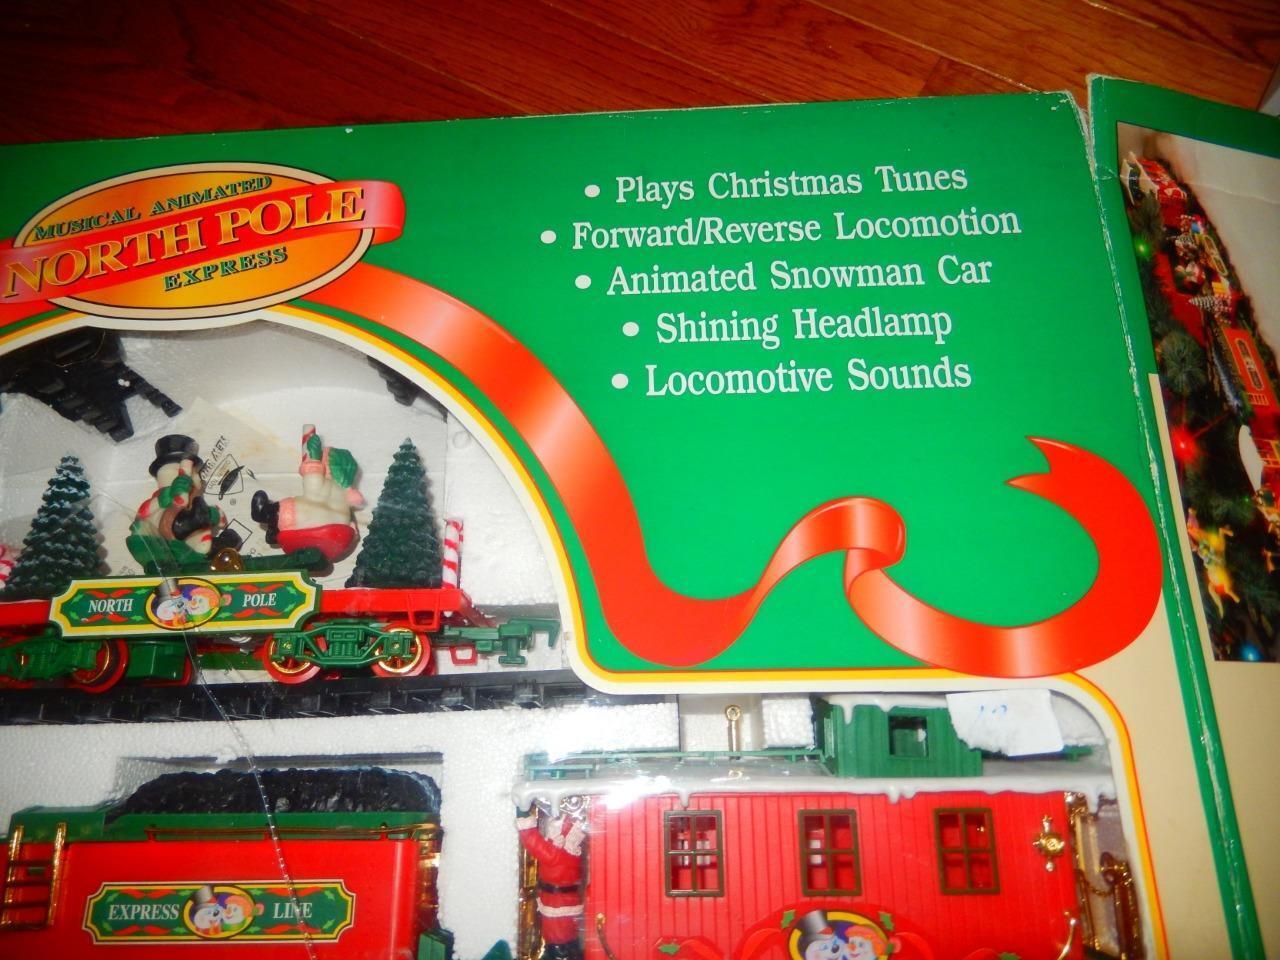 MUSICAL ANIMATED
NORTH POLE
EXPRESS
• Plays Christmas Tunes
• Forward/Reverse Locomotion
• Animated Snowman Car
• Shining Headlamp
• Locomotive Sounds
NORTH POLE
EXPRESS LINE